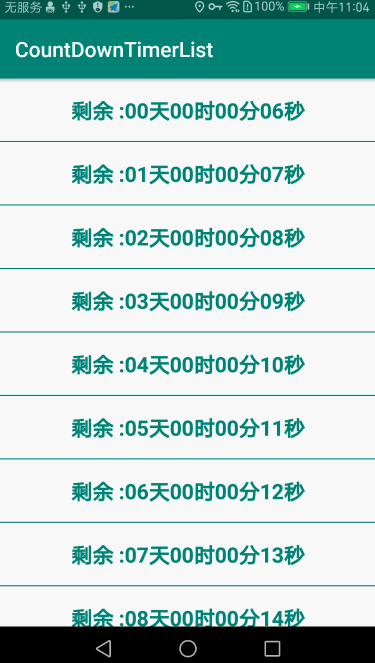 无服务 ··· 100% 中午11:04
CountDownTimerList
剩余 :00天00时00分06秒
剩余 :01天00时00分07秒
剩余 :02天00时00分08秒
剩余 :03天00时00分09秒
剩余 :04天00时00分10秒
剩余 :05天00时00分11秒
剩余 :06天00时00分12秒
剩余 :07天00时00分13秒
剩余 :08天00时00分14秒